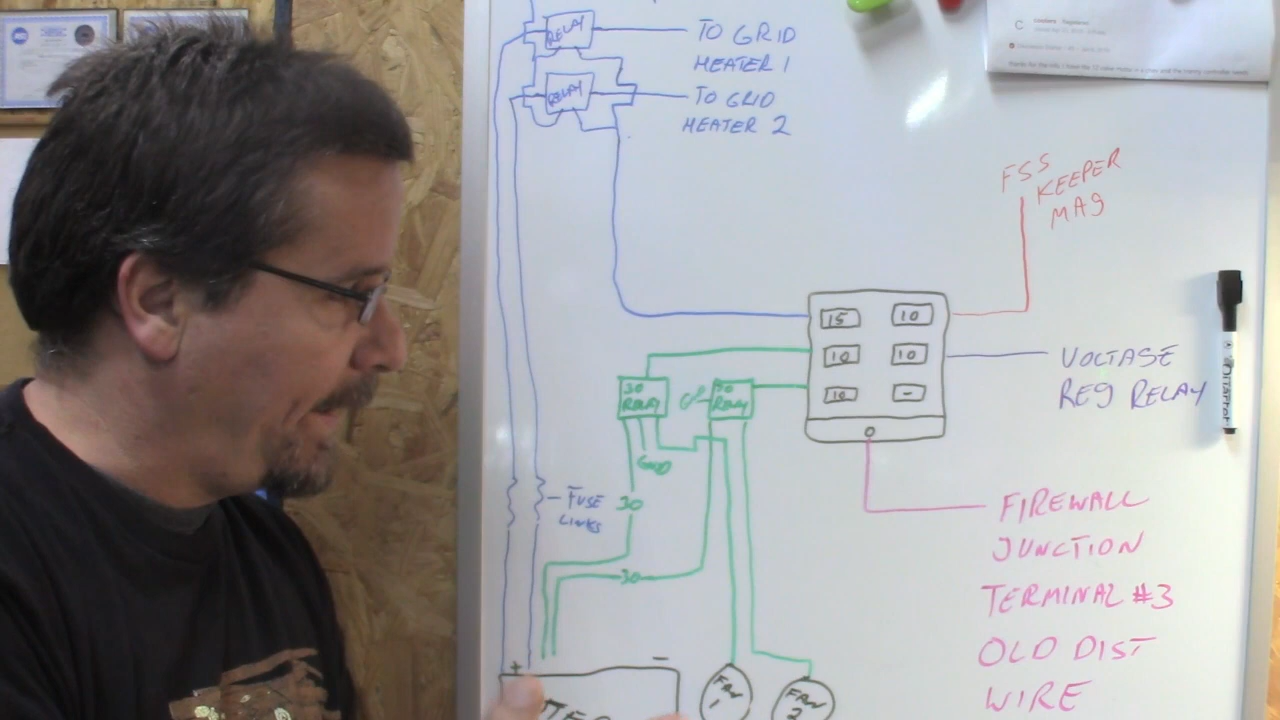 RELAY
TO GRID
HEATER 1
RELAY
TO GRID
HEATER 2
FSS
KEEPER
MAG
15
10
10
10
10
-
VOLTAGE
REG RELAY
30
RELAY
30
RELAY
GND
GND
FUSE
LINKS
30
30
FIREWALL
JUNCTION
TERMINAL #3
OLD DIST
WIRE
+
-
FAN
1
FAN
2